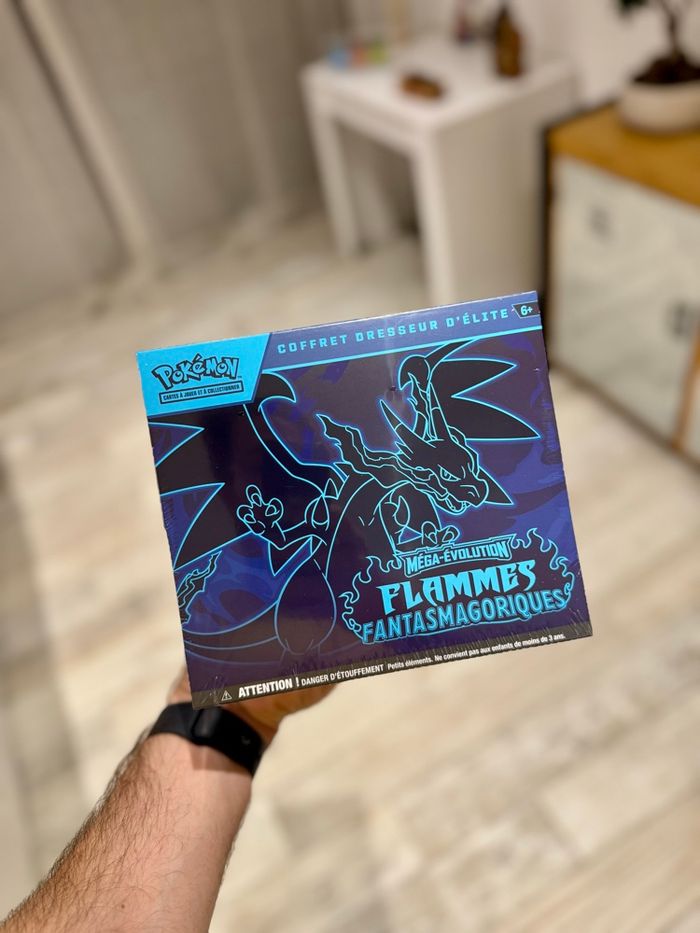 COFFRET DRESSEUR D'ÉLITE
6+
POKÉMON
CARTES À JOUER ET À COLLECTIONNER
MÉGA-ÉVOLUTION
FLAMMES
FANTASMAGORIQUES
ATTENTION ! DANGER D'ÉTOUFFEMENT Petits éléments. Ne convient pas aux enfants de moins de 3 ans.